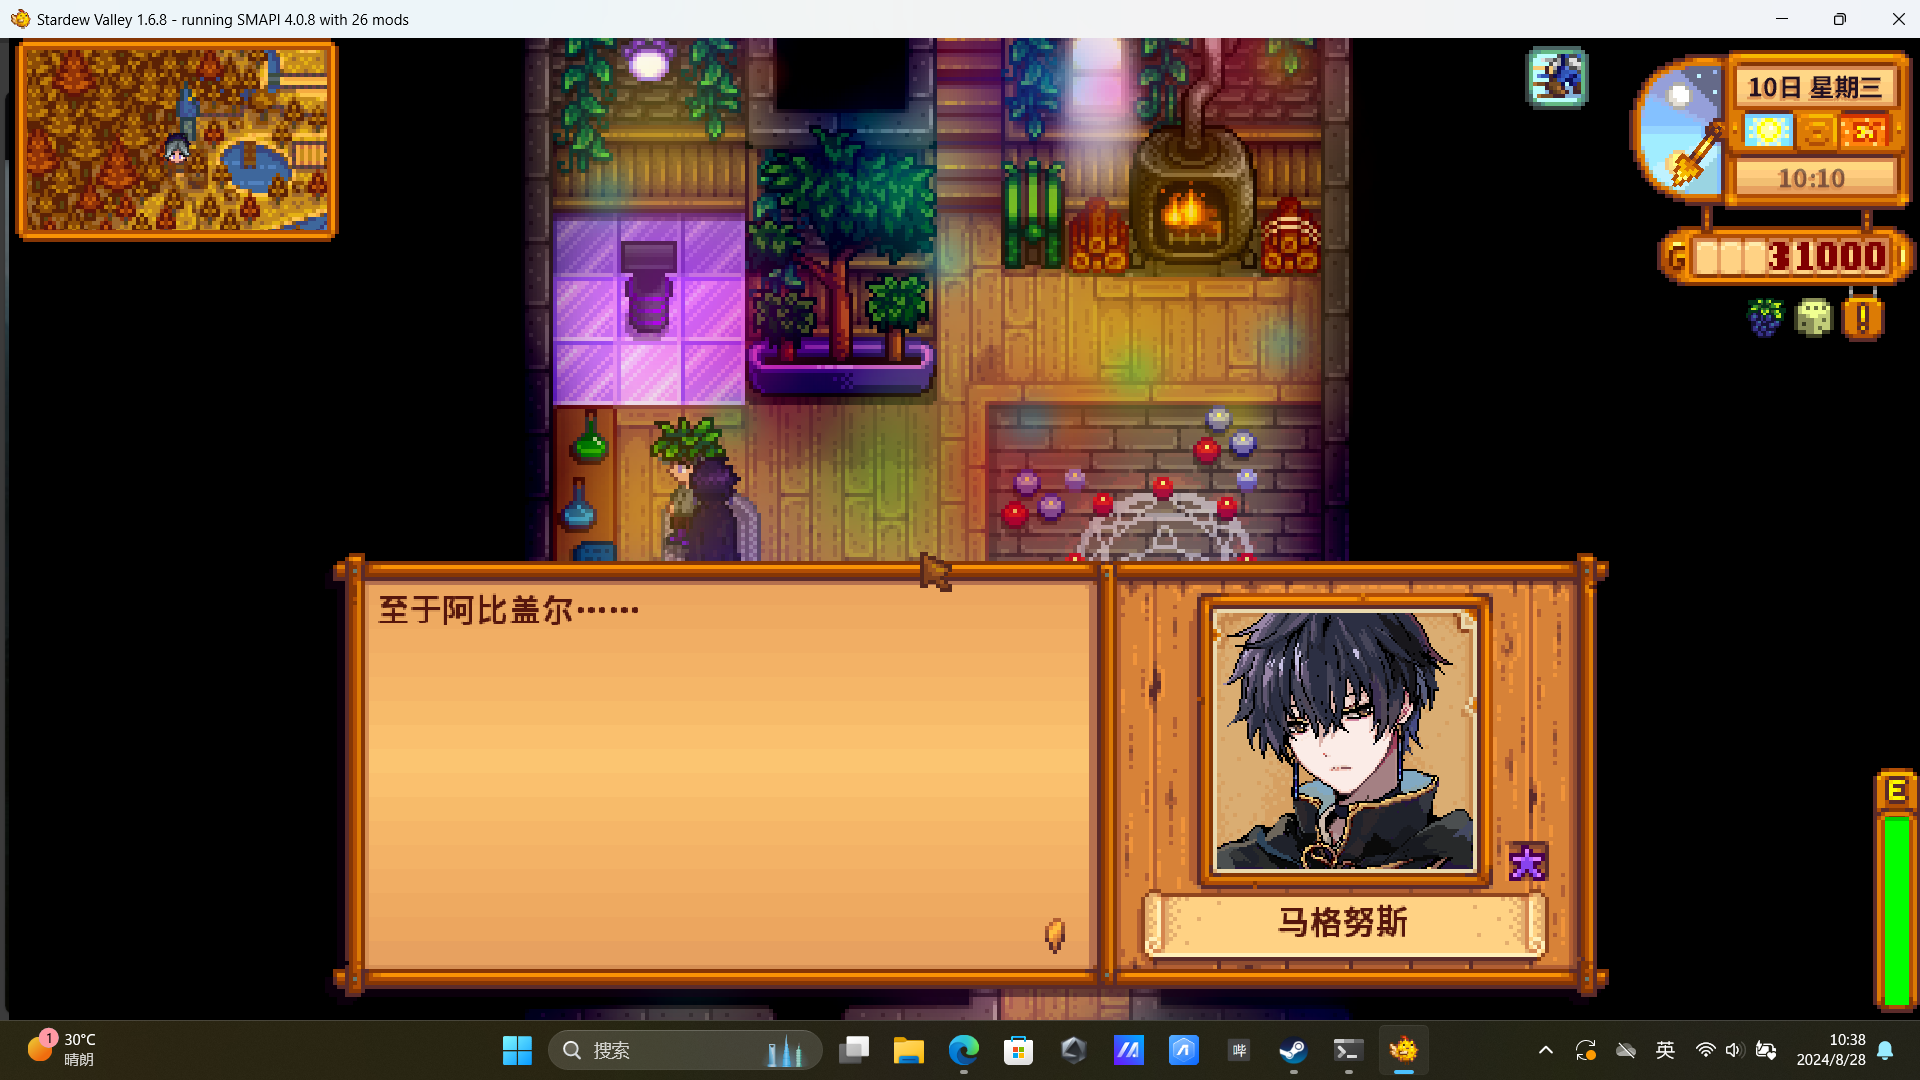 Stardew Valley 1.6.8 - running SMAPI 4.0.8 with 26 mods
10日 星期三
10:10
G 31000
!
至于阿比盖尔……
马格努斯
E
1
30°C
晴朗
搜索
哔
英
10:38
2024/8/28